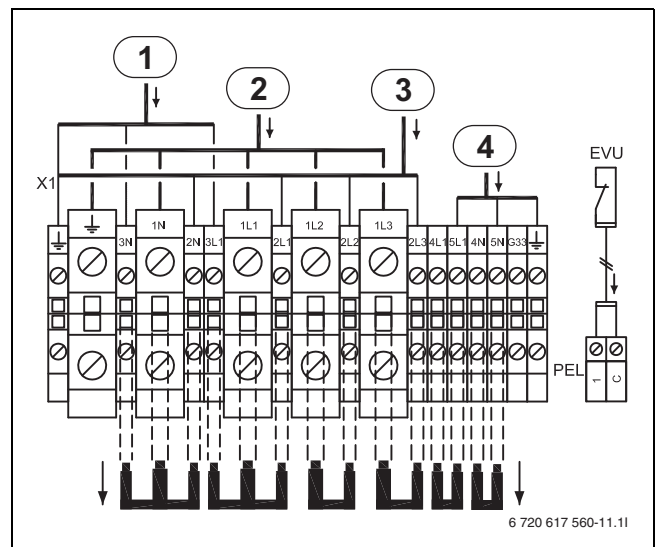 1
2
3
4
EVU
X1
1N
1L1
1L2
1L3
3N
2N
3L1
2L1
2L2
2L3
4L1
5L1
4N
5N
G33
PEL
1
C
6 720 617 560-11.1I